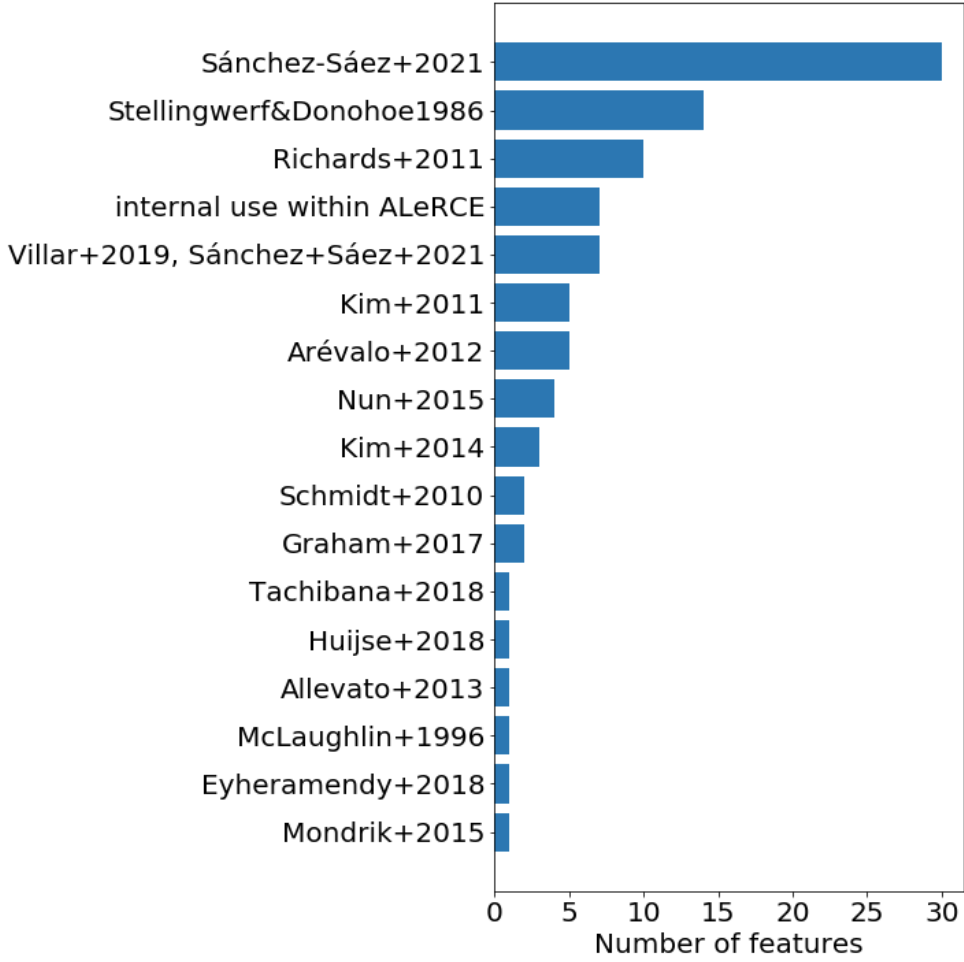 Sánchez-Sáez+2021
Stellingwerf&Donohoe1986
Richards+2011
internal use within ALeRCE
Villar+2019, Sánchez+Sáez+2021
Kim+2011
Arévalo+2012
Nun+2015
Kim+2014
Schmidt+2010
Graham+2017
Tachibana+2018
Huijse+2018
Allevato+2013
McLaughlin+1996
Eyheramendy+2018
Mondrik+2015
0 5 10 15 20 25 30
Number of features